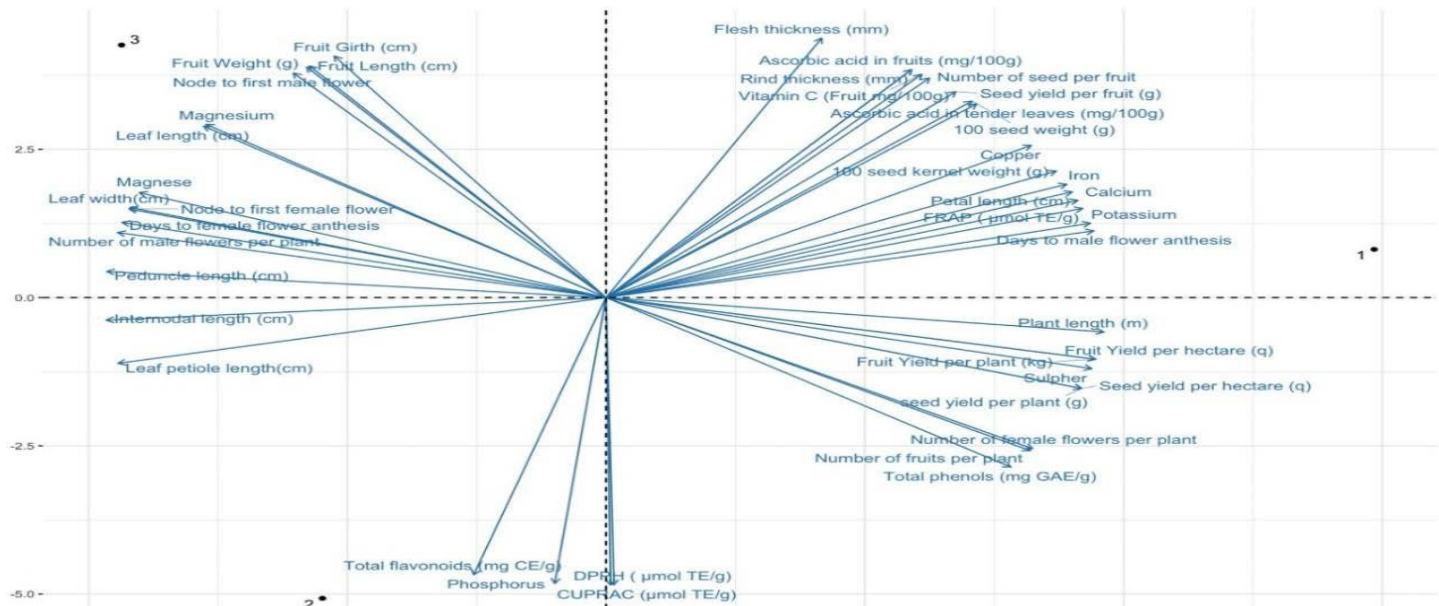 Flesh thickness (mm)
3
Fruit Girth (cm)
Fruit Weight (g)
Fruit Length (cm)
Ascorbic acid in fruits (mg/100g)
Node to first male flower
Rind thickness (mm)
Number of seed per fruit
Vitamin C (Fruit mg/100g)
Seed yield per fruit (g)
Magnesium
Ascorbic acid in tender leaves (mg/100g)
Leaf length (cm)
100 seed weight (g)
2.5
Copper
100 seed kernel weight (g)
Iron
Magnese
Calcium
Leaf width(cm)
Petal length (cm)
Node to first female flower
FRAP ( µmol TE/g)
Potassium
Days to female flower anthesis
Number of male flowers per plant
Days to male flower anthesis
1
Peduncle length (cm)
0.0
Internodal length (cm)
Plant length (m)
Fruit Yield per hectare (q)
Fruit Yield per plant (kg)
Leaf petiole length(cm)
Sulpher
Seed yield per hectare (q)
seed yield per plant (g)
-2.5
Number of female flowers per plant
Number of fruits per plant
Total phenols (mg GAE/g)
Total flavonoids (mg CE/g)
DPPH ( µmol TE/g)
Phosphorus
CUPRAC (µmol TE/g)
-5.0
2